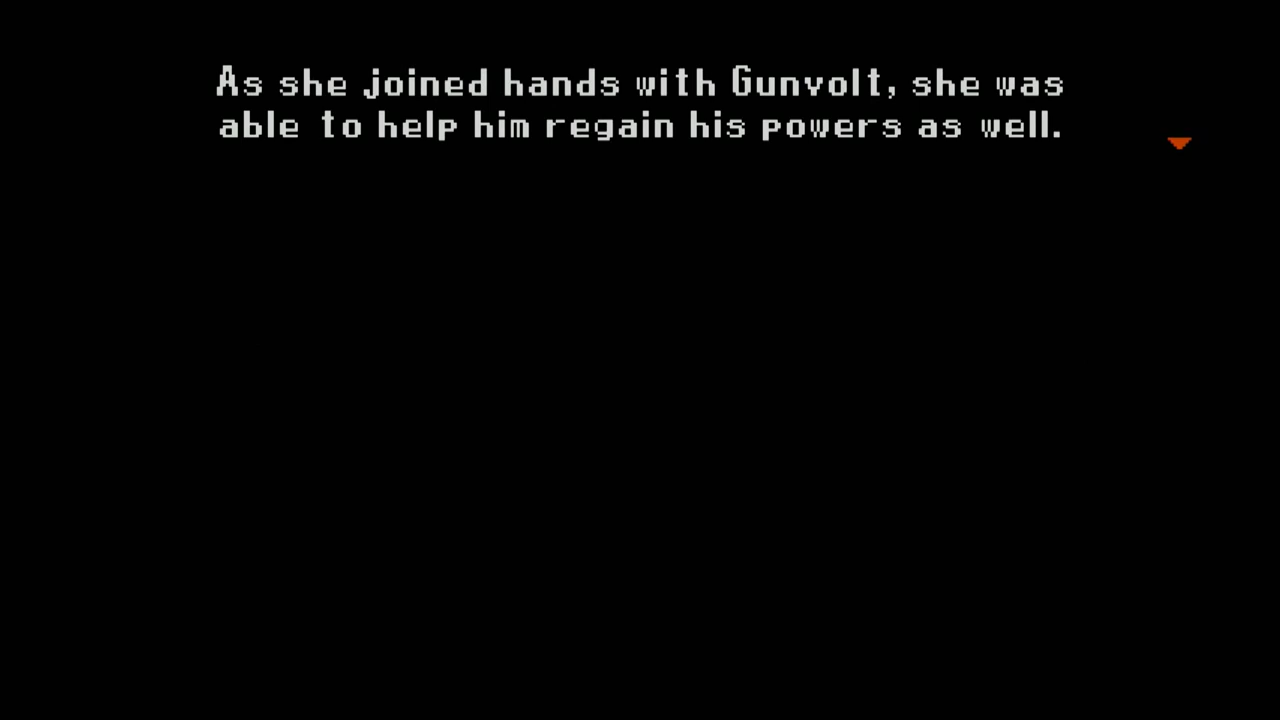 As she joined hands with Gunvolt, she was
able to help him regain his powers as well.